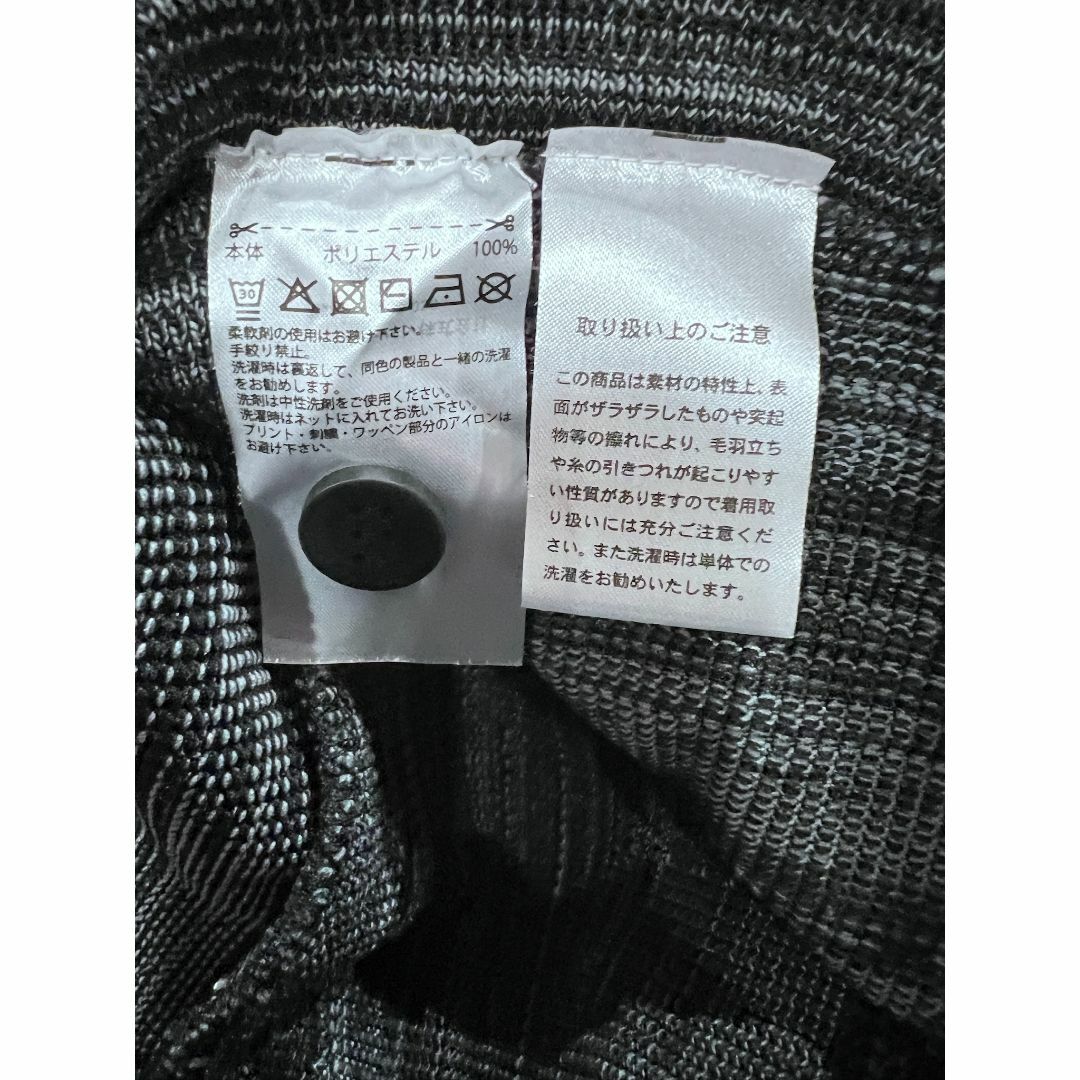 本体 ポリエステル 100%
30
柔軟剤の使用はお避け下さい。
手絞り禁止。
洗濯時は裏返して、同色の製品と一緒の洗濯
をお勧めします。
洗剤は中性洗剤をご使用ください。
洗濯時はネットに入れてお洗い下さい。
プリント・刺繍・ワッペン部分のアイロンは
お避け下さい。
取り扱い上のご注意
この商品は素材の特性上、表
面がザラザラしたものや突起
物等の擦れにより、毛羽立ち
や糸の引きつれが起こりやす
い性質がありますので着用取
り扱いには充分ご注意くだ
さい。また洗濯時は単体での
洗濯をお勧めいたします。